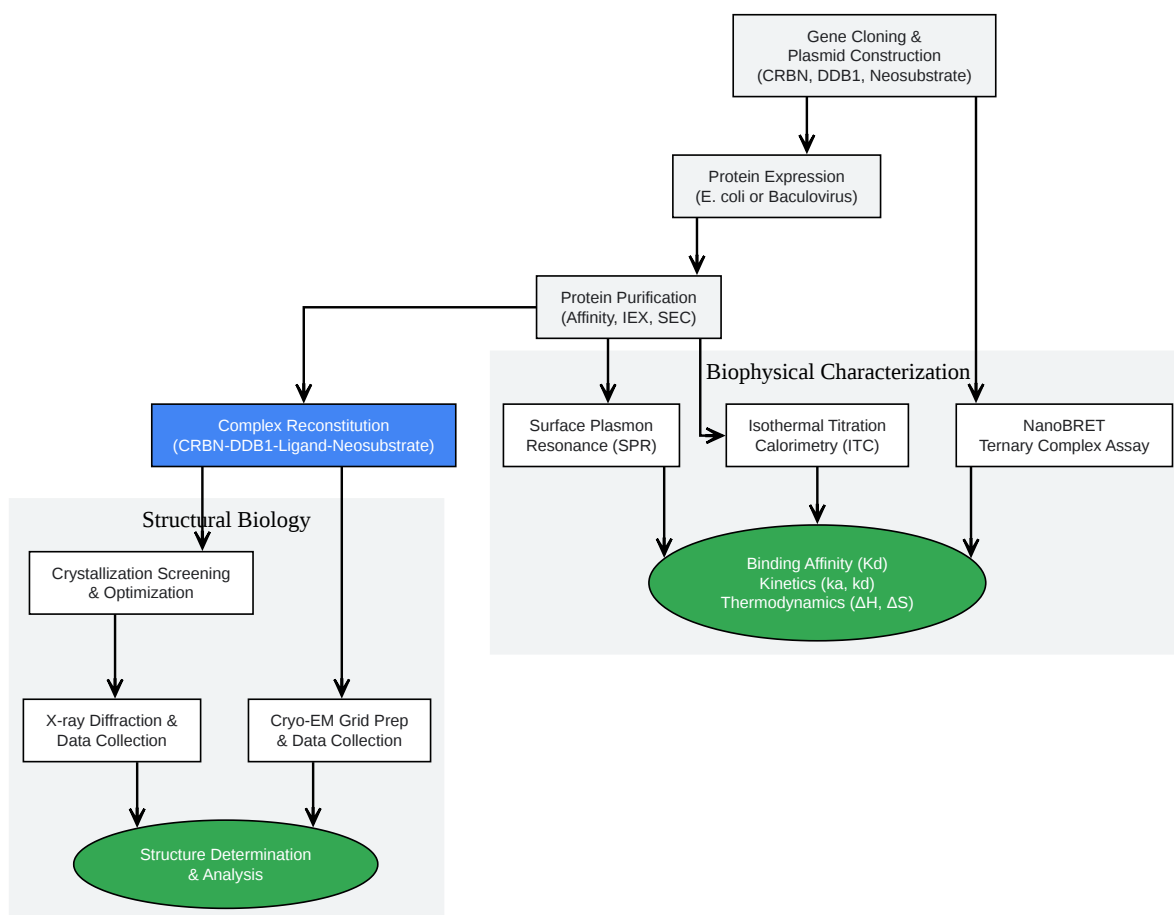 Gene Cloning &
Plasmid Construction
(CRBN, DDB1, Neosubstrate)
Protein Expression
(E. coli or Baculovirus)
Protein Purification
(Affinity, IEX, SEC)
Biophysical Characterization
Complex Reconstitution
(CRBN-DDB1-Ligand-Neosubstrate)
Surface Plasmon
Resonance (SPR)
Isothermal Titration
Calorimetry (ITC)
NanoBRET
Ternary Complex Assay
Structural Biology
Crystallization Screening
& Optimization
Binding Affinity (Kd)
Kinetics (ka, kd)
Thermodynamics (ΔH, ΔS)
X-ray Diffraction &
Data Collection
Cryo-EM Grid Prep
& Data Collection
Structure Determination
& Analysis